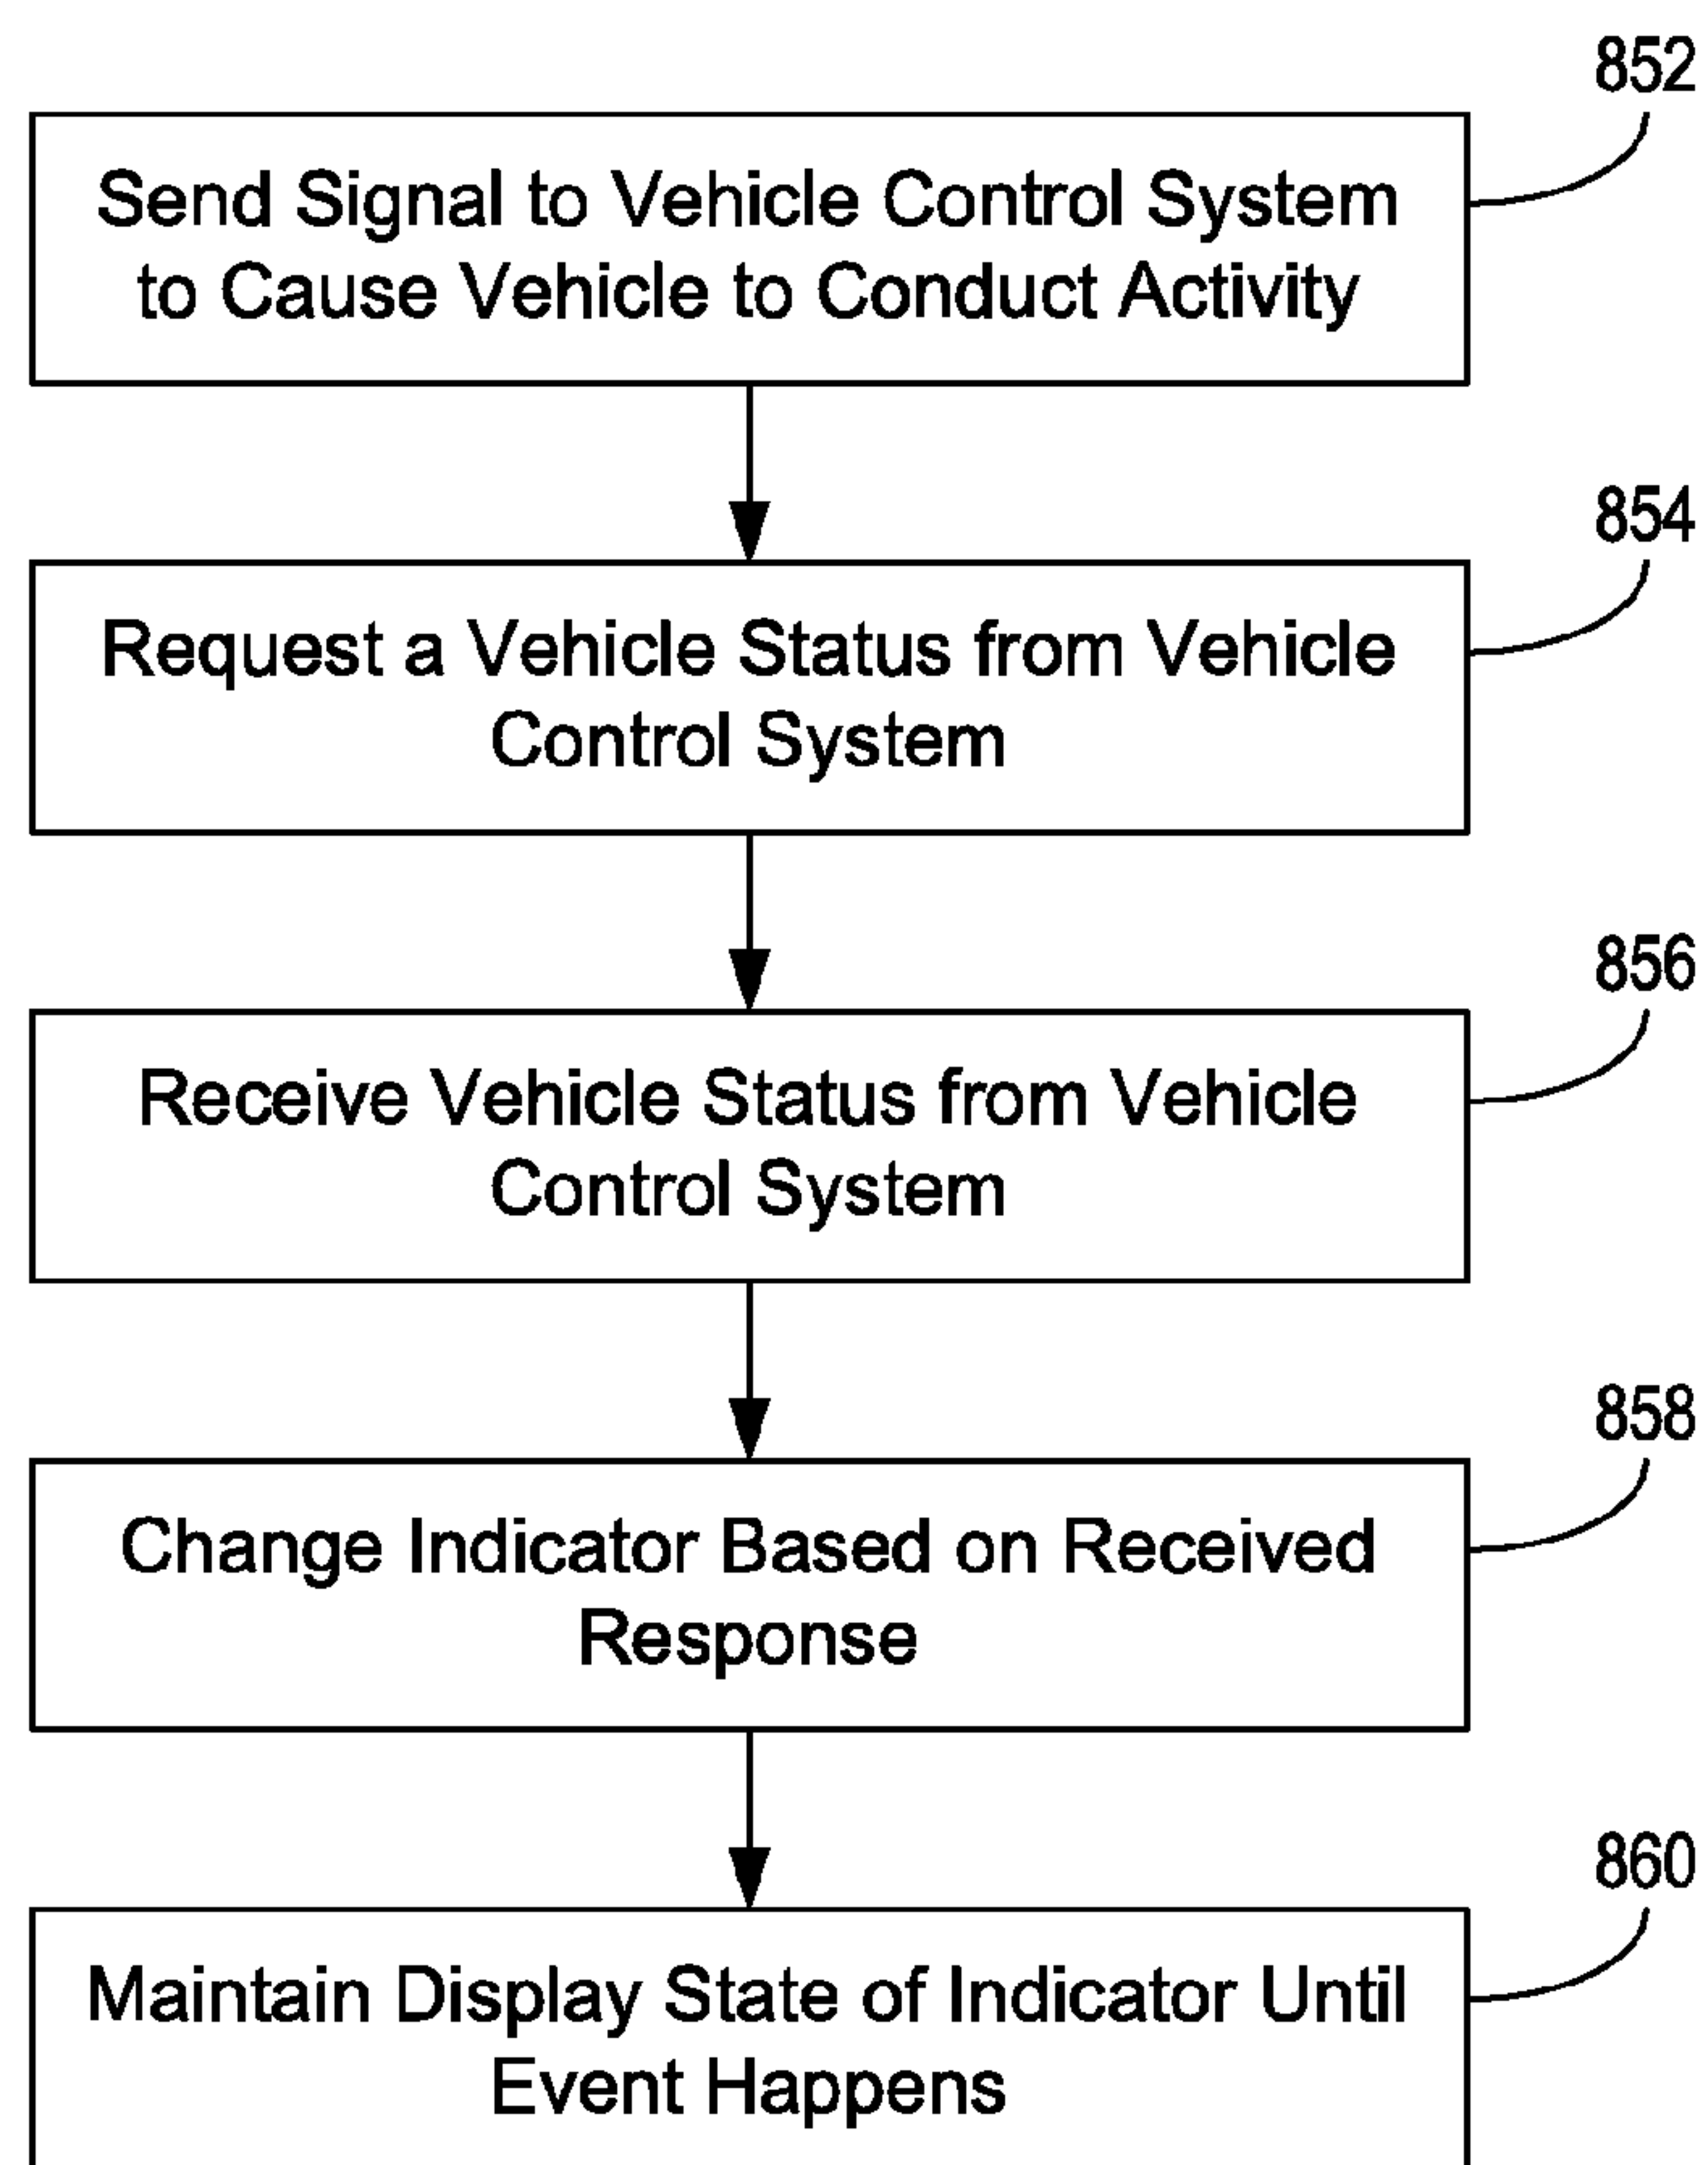 852
Send Signal to Vehicle Control System
to Cause Vehicle to Conduct Activity
854
Request a Vehicle Status from Vehicle
Control System
856
Receive Vehicle Status from Vehicle
Control System
858
Change Indicator Based on Received
Response
860
Maintain Display State of Indicator Until
Event Happens